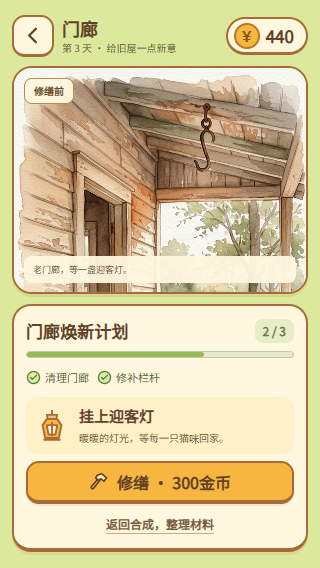 门廊
第 3 天 · 给旧屋一点新意
¥ 440
修缮前
老门廊，等一盏迎客灯。
门廊焕新计划
2 / 3
清理门廊 修补栏杆
挂上迎客灯
暖暖的灯光，等每一只猫咪回家。
修缮 · 300金币
返回合成，整理材料